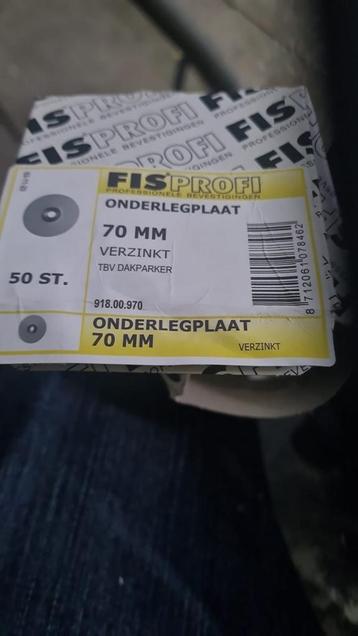 FISPROFI
PROFESSIONELE BEVESTIGINGEN
FISPROFI
PROFESSIONELE BEVESTIGINGEN
ONDERLEGPLAAT
70 MM
VERZINKT
TBV DAKPARKER
50 ST.
918.00.970
8 712061 078462
ONDERLEGPLAAT
70 MM
VERZINKT